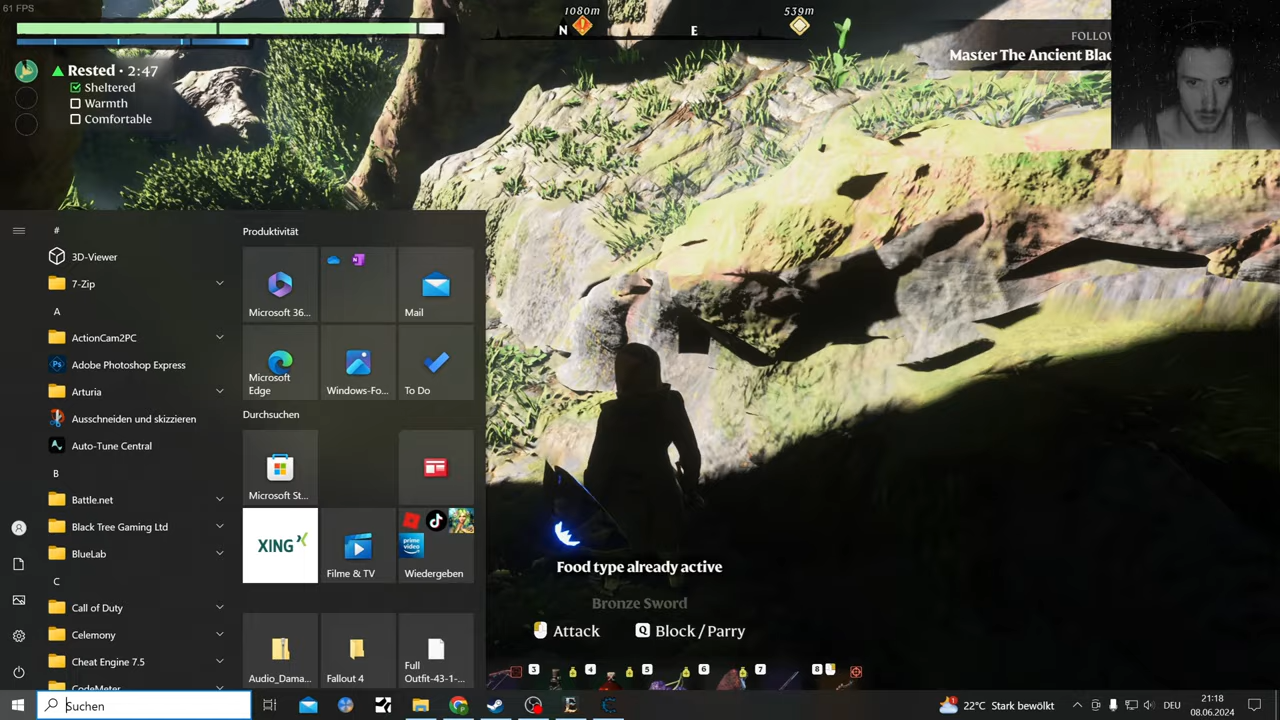 61 FPS
1080m
539m
N
E
FOLLOW
Master The Ancient Blac
Rested · 2:47
Sheltered
Warmth
Comfortable
#
3D-Viewer
7-Zip
A
ActionCam2PC
Adobe Photoshop Express
Arturia
Ausschneiden und skizzieren
Auto-Tune Central
B
Battle.net
Black Tree Gaming Ltd
BlueLab
C
Call of Duty
Celemony
Cheat Engine 7.5
CodeMeter
Produktivität
Microsoft 36...
Mail
Microsoft Edge
Windows-Fo...
To Do
Durchsuchen
Microsoft St...
XING
Filme & TV
prime video
Wiedergeben
Audio_Dama...
Fallout 4
Full
Outfit-43-1-...
Food type already active
Bronze Sword
Attack
Q Block/Parry
3
4
5
6
7
8
Suchen
22°C Stark bewölkt
DEU
21:18
08.06.2024